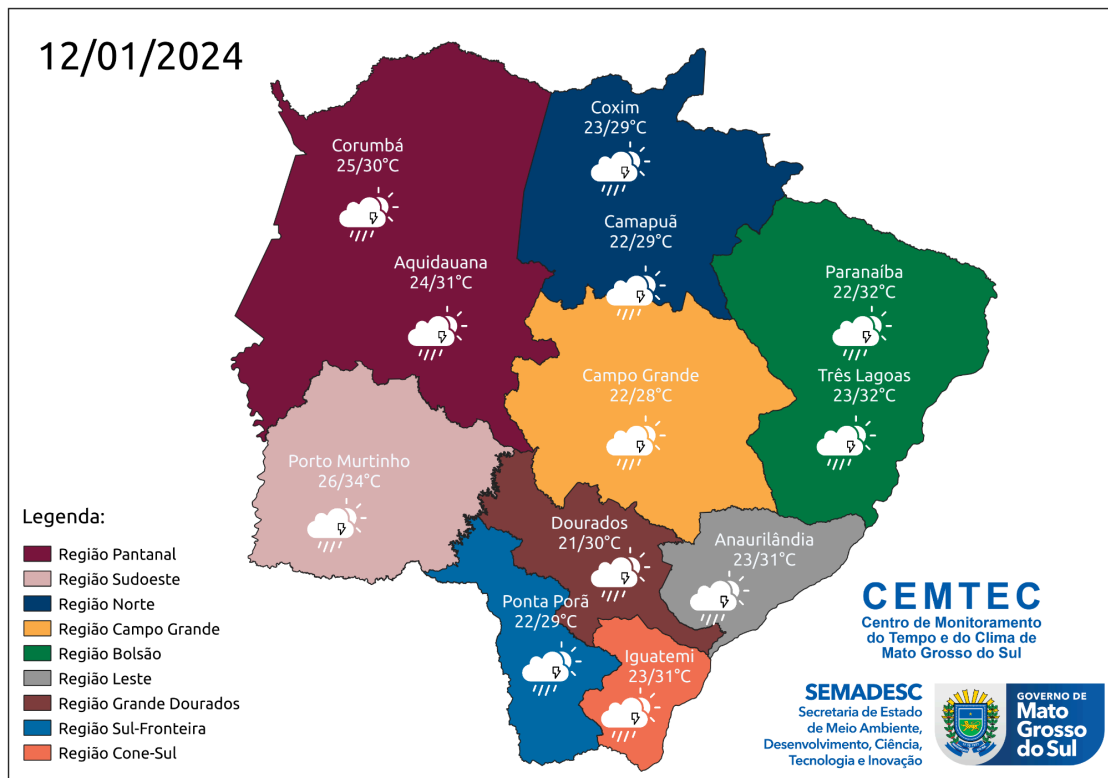 12/01/2024
Coxim
23/29°C
Corumbá
25/30°C
Camapuã
22/29°C
Aquidauana
24/31°C
Paranaíba
22/32°C
Campo Grande
22/28°C
Três Lagoas
23/32°C
Porto Murtinho
26/34°C
Dourados
21/30°C
Anaurilândia
23/31°C
Ponta Porã
22/29°C
Iguatemi
23/31°C
Legenda:
Região Pantanal
Região Sudoeste
Região Norte
Região Campo Grande
Região Bolsão
Região Leste
Região Grande Dourados
Região Sul-Fronteira
Região Cone-Sul
CEMTEC
Centro de Monitoramento
do Tempo e do Clima de
Mato Grosso do Sul
SEMADESC
Secretaria de Estado
de Meio Ambiente,
Desenvolvimento, Ciência,
Tecnologia e Inovação
GOVERNO DE
Mato
Grosso
do Sul